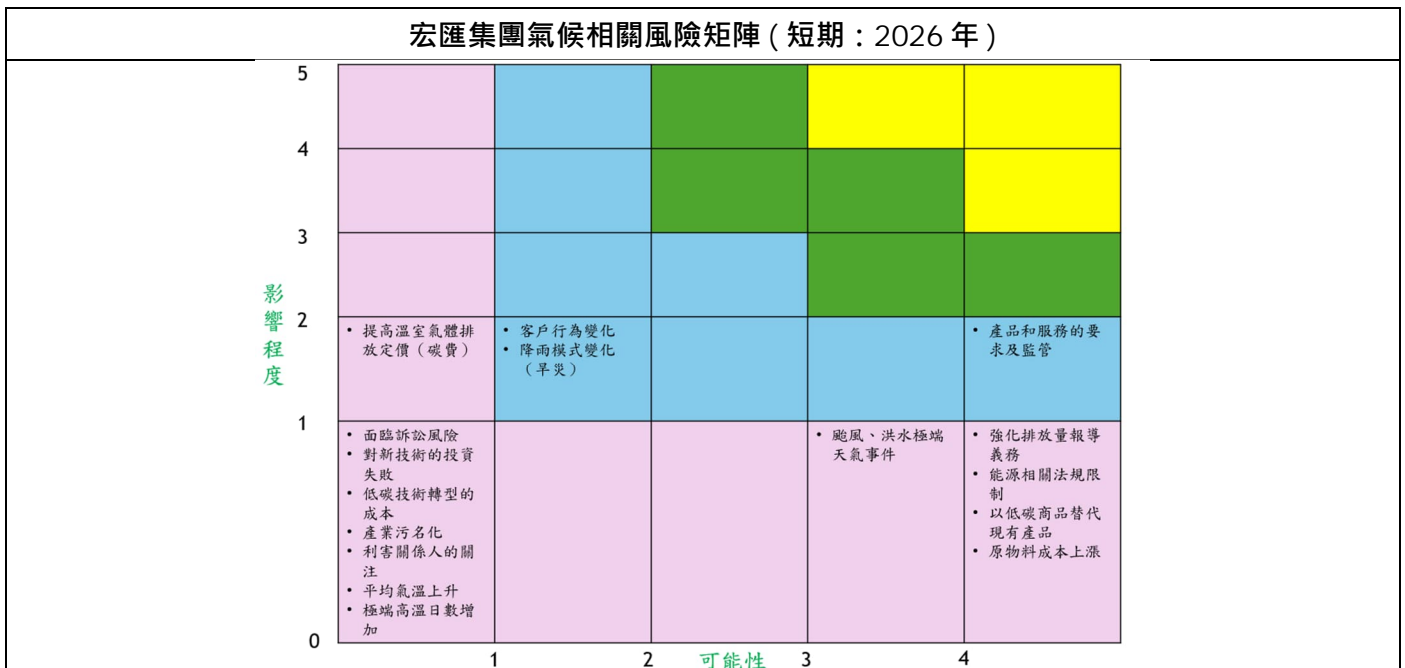 宏匯集團氣候相關風險矩陣（短期：2026 年）
5
4
3
2
1
0
影
響
程
度
• 提高溫室氣體排
放定價（碳費）
• 客戶行為變化
• 降雨模式變化
（旱災）
• 產品和服務的要
求及監管
• 面臨訴訟風險
• 對新技術的投資
失敗
• 低碳技術轉型的
成本
• 產業污名化
• 利害關係人的關
注
• 平均氣溫上升
• 極端高溫日數增
加
• 颱風、洪水極端
天氣事件
• 強化排放量報導
義務
• 能源相關法規限
制
• 以低碳商品替代
現有產品
• 原物料成本上漲
1
2
可能性
3
4